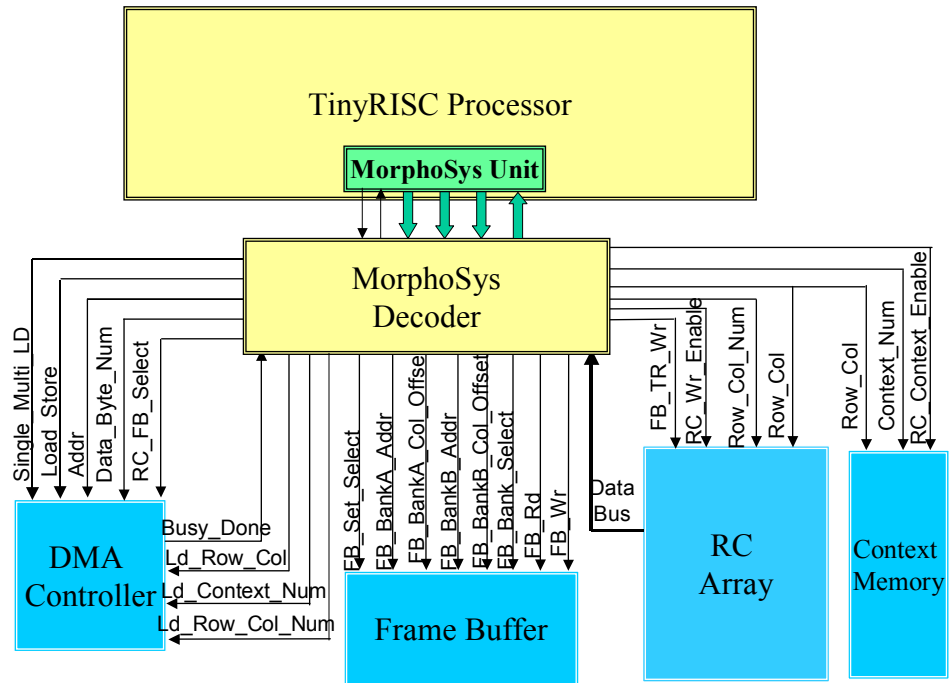 TinyRISC Processor
MorphoSys Unit
MorphoSys
Decoder
Single_Multi_LD
Load_Store
Addr
Data_Byte_Num
RC_FB_Select
Busy_Done
Ld_Row_Col
Ld_Context_Num
Ld_Row_Col_Num
DMA
Controller
FB_Set_Select
FB_BankA_Addr
FB_BankA_Col_Offset
FB_BankB_Addr
FB_BankB_Col_Offset
FB_Bank_Select
FB_Rd
FB_Wr
Frame Buffer
Data
Bus
FB_TR_Wr
RC_Wr_Enable
Row_Col_Num
Row_Col
RC
Array
Row_Col
Context_Num
RC_Context_Enable
Context
Memory